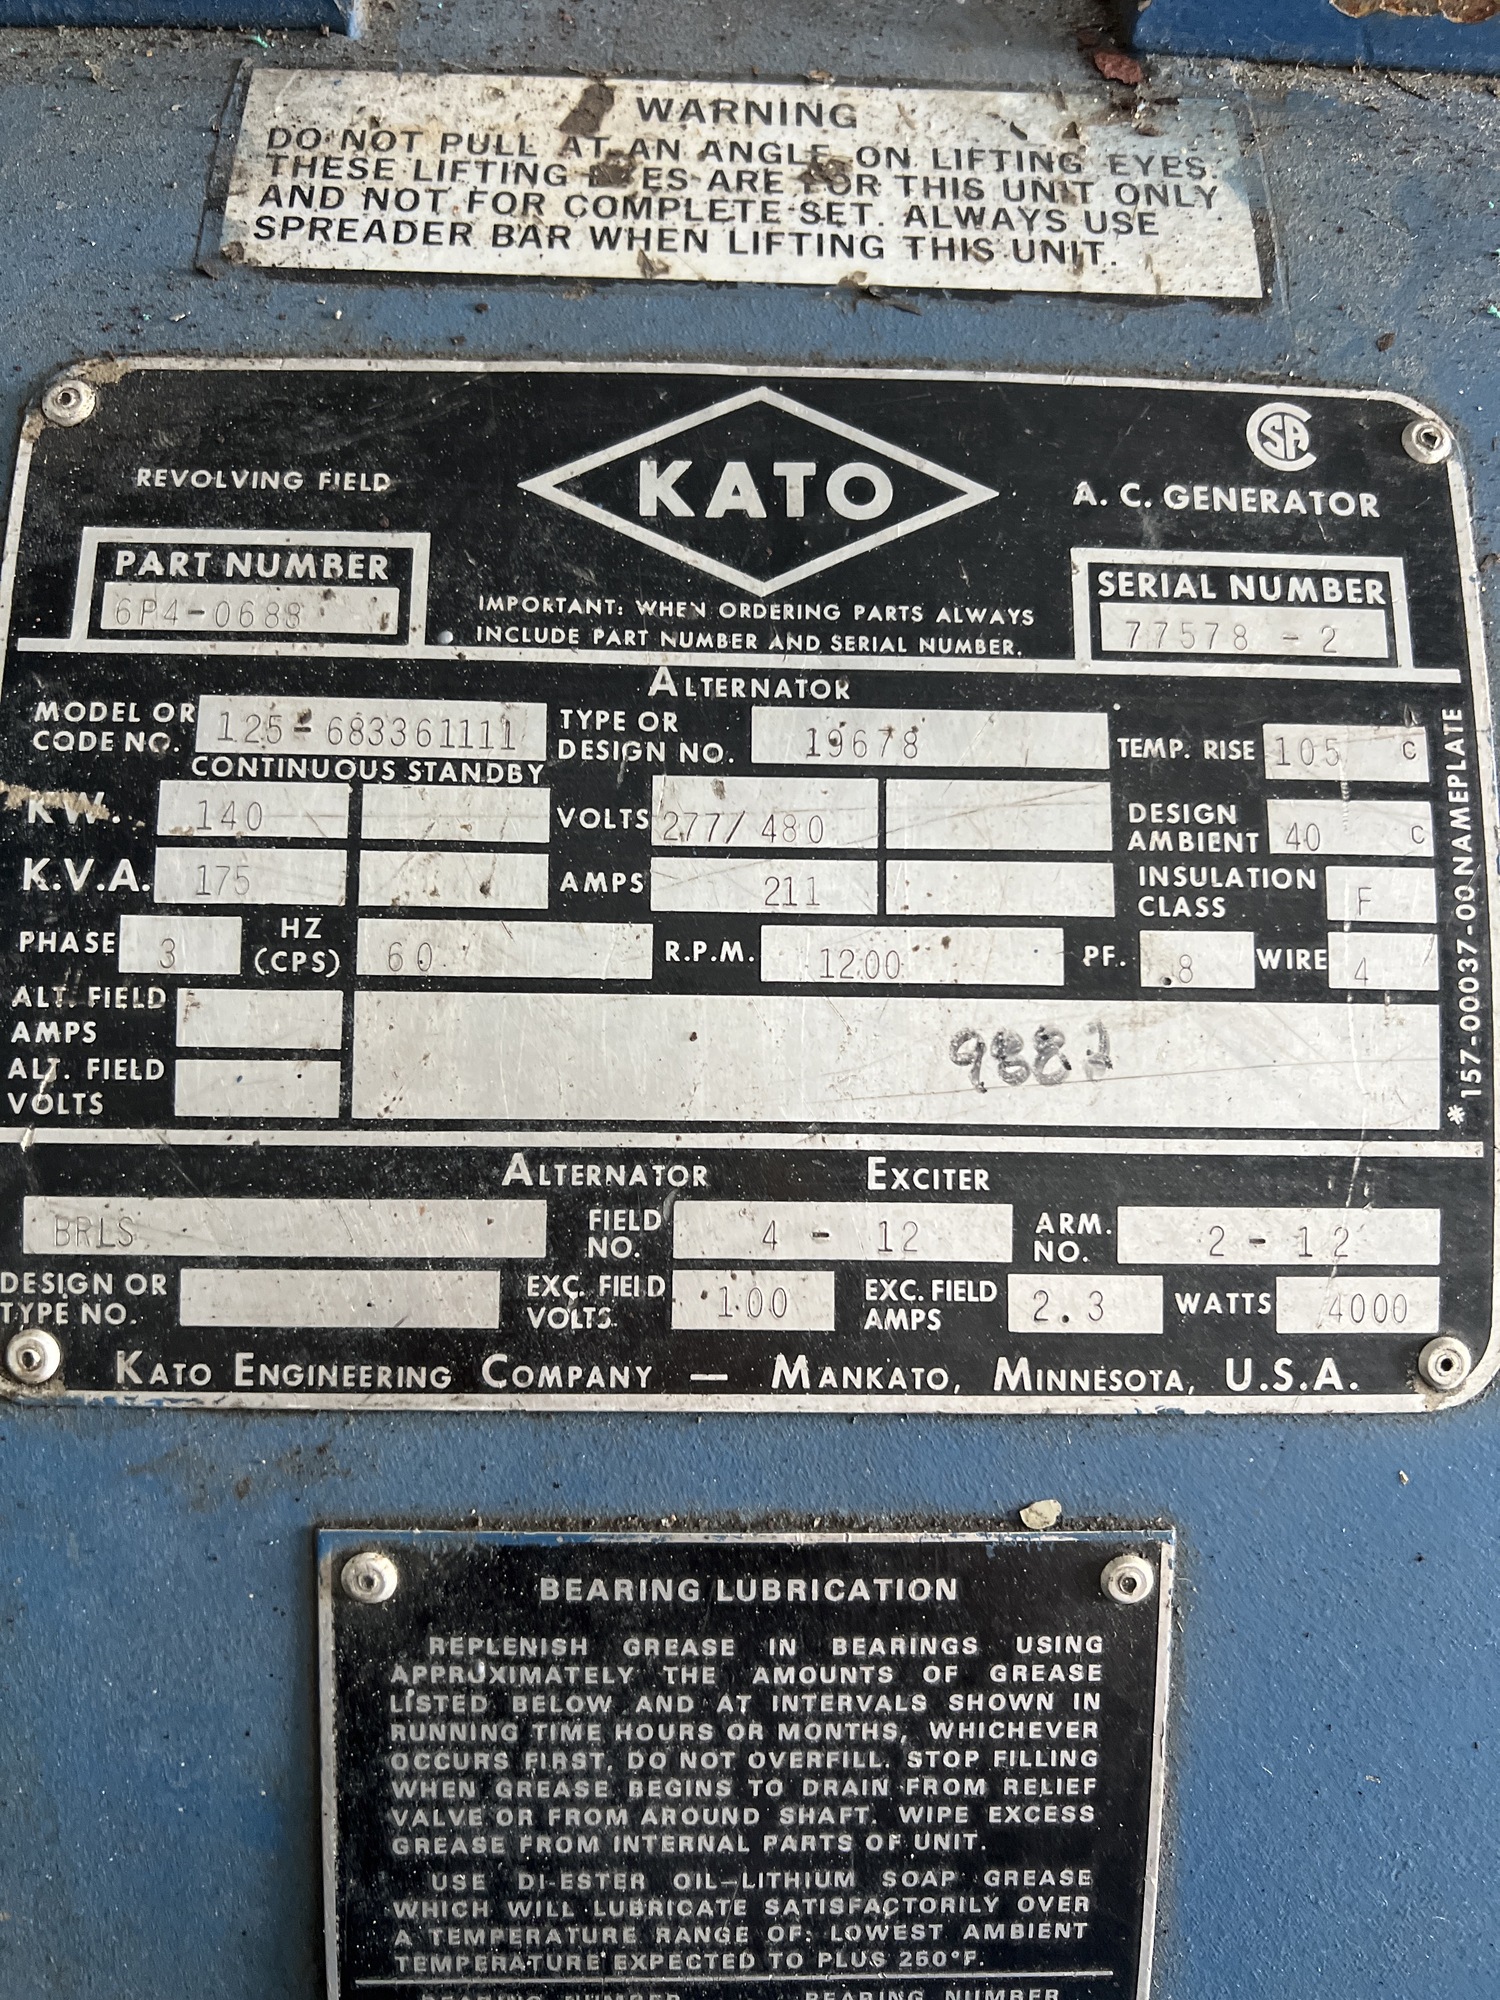 WARNING
DO NOT PULL AT AN ANGLE ON LIFTING EYES.
THESE LIFTING EYES ARE FOR THIS UNIT ONLY
AND NOT FOR COMPLETE SET. ALWAYS USE
SPREADER BAR WHEN LIFTING THIS UNIT.
REVOLVING FIELD
KATO
CSA
A. C. GENERATOR
PART NUMBER
6P4-0688
IMPORTANT: WHEN ORDERING PARTS ALWAYS
INCLUDE PART NUMBER AND SERIAL NUMBER.
SERIAL NUMBER
77578 - 2
ALTERNATOR
MODEL OR CODE NO. 125-683361111
TYPE OR DESIGN NO. 19678
TEMP. RISE 105 C
CONTINUOUS STANDBY
KW. 140
VOLTS 277/480
DESIGN AMBIENT 40 C
K.V.A. 175
AMPS 211
INSULATION CLASS F
PHASE 3
HZ (CPS) 60
R.P.M. 1200
PF. .8
WIRE 4
ALT. FIELD AMPS
ALT. FIELD VOLTS
*157-00037-00 NAMEPLATE
ALTERNATOR EXCITER
BRLS
FIELD NO. 4 - 12
ARM. NO. 2 - 12
DESIGN OR TYPE NO.
EXC. FIELD VOLTS 100
EXC. FIELD AMPS 2.3
WATTS 4000
KATO ENGINEERING COMPANY — MANKATO, MINNESOTA, U.S.A.
BEARING LUBRICATION
REPLENISH GREASE IN BEARINGS USING
APPROXIMATELY THE AMOUNTS OF GREASE
LISTED BELOW AND AT INTERVALS SHOWN IN
RUNNING TIME HOURS OR MONTHS, WHICHEVER
OCCURS FIRST. DO NOT OVERFILL. STOP FILLING
WHEN GREASE BEGINS TO DRAIN FROM RELIEF
VALVE OR FROM AROUND SHAFT. WIPE EXCESS
GREASE FROM INTERNAL PARTS OF UNIT.
USE DI-ESTER OIL-LITHIUM SOAP GREASE
WHICH WILL LUBRICATE SATISFACTORILY OVER
A TEMPERATURE RANGE OF: LOWEST AMBIENT
TEMPERATURE EXPECTED TO PLUS 250°F.
BEARING NUMBER BEARING NUMBER